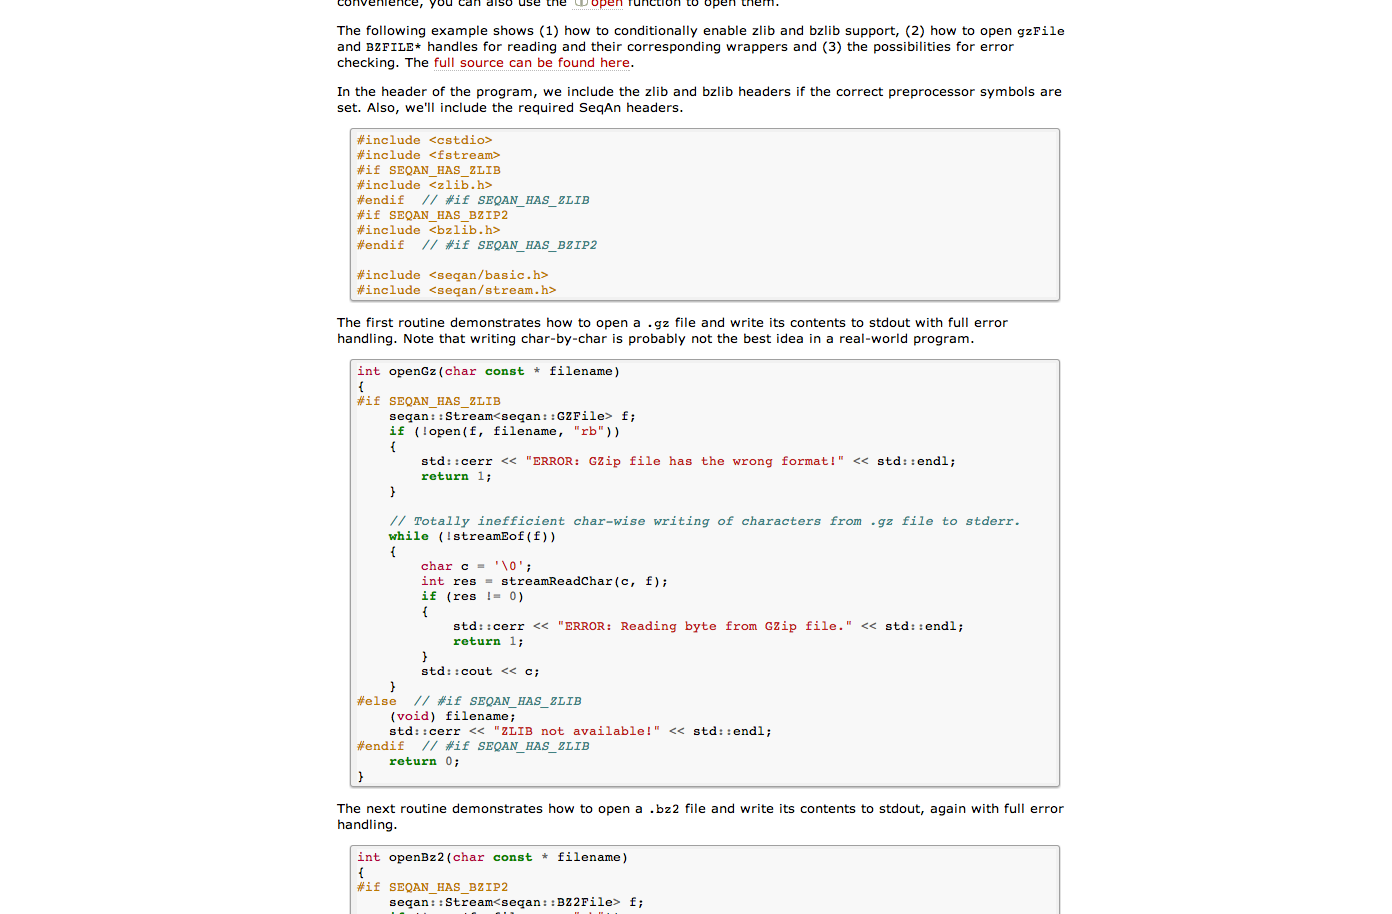 convenience, you can also use the open function to open them.
The following example shows (1) how to conditionally enable zlib and bzlib support, (2) how to open gzFile
and BZFILE* handles for reading and their corresponding wrappers and (3) the possibilities for error
checking. The full source can be found here.
In the header of the program, we include the zlib and bzlib headers if the correct preprocessor symbols are
set. Also, we'll include the required SeqAn headers.
#include <cstdio>
#include <fstream>
#if SEQAN_HAS_ZLIB
#include <zlib.h>
#endif  // #if SEQAN_HAS_ZLIB
#if SEQAN_HAS_BZIP2
#include <bzlib.h>
#endif  // #if SEQAN_HAS_BZIP2
#include <seqan/basic.h>
#include <seqan/stream.h>
The first routine demonstrates how to open a .gz file and write its contents to stdout with full error
handling. Note that writing char-by-char is probably not the best idea in a real-world program.
int openGz(char const * filename)
{
#if SEQAN_HAS_ZLIB
    seqan::Stream<seqan::GZFile> f;
    if (!open(f, filename, "rb"))
    {
        std::cerr << "ERROR: GZip file has the wrong format!" << std::endl;
        return 1;
    }
    // Totally inefficient char-wise writing of characters from .gz file to stderr.
    while (!streamEof(f))
    {
        char c = '\0';
        int res = streamReadChar(c, f);
        if (res != 0)
        {
            std::cerr << "ERROR: Reading byte from GZip file." << std::endl;
            return 1;
        }
        std::cout << c;
    }
#else  // #if SEQAN_HAS_ZLIB
    (void) filename;
    std::cerr << "ZLIB not available!" << std::endl;
#endif  // #if SEQAN_HAS_ZLIB
    return 0;
}
The next routine demonstrates how to open a .bz2 file and write its contents to stdout, again with full error
handling.
int openBz2(char const * filename)
{
#if SEQAN_HAS_BZIP2
    seqan::Stream<seqan::BZ2File> f;